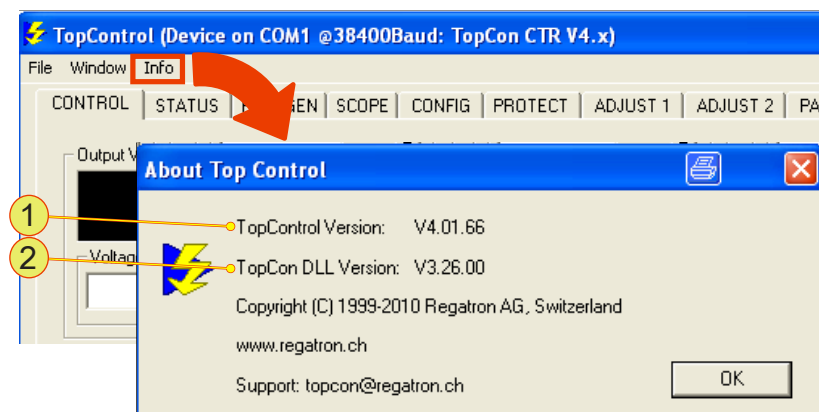 TopControl (Device on COM1 @38400Baud: TopCon CTR V4.x)
File Window Info
CONTROL STATUS EN SCOPE CONFIG PROTECT ADJUST 1 ADJUST 2 PA
Output V
About Top Control
1 TopControl Version: V4.01.66
Voltag
2 TopCon DLL Version: V3.26.00
Copyright (C) 1999-2010 Regatron AG, Switzerland
www.regatron.ch
Support: topcon@regatron.ch
OK